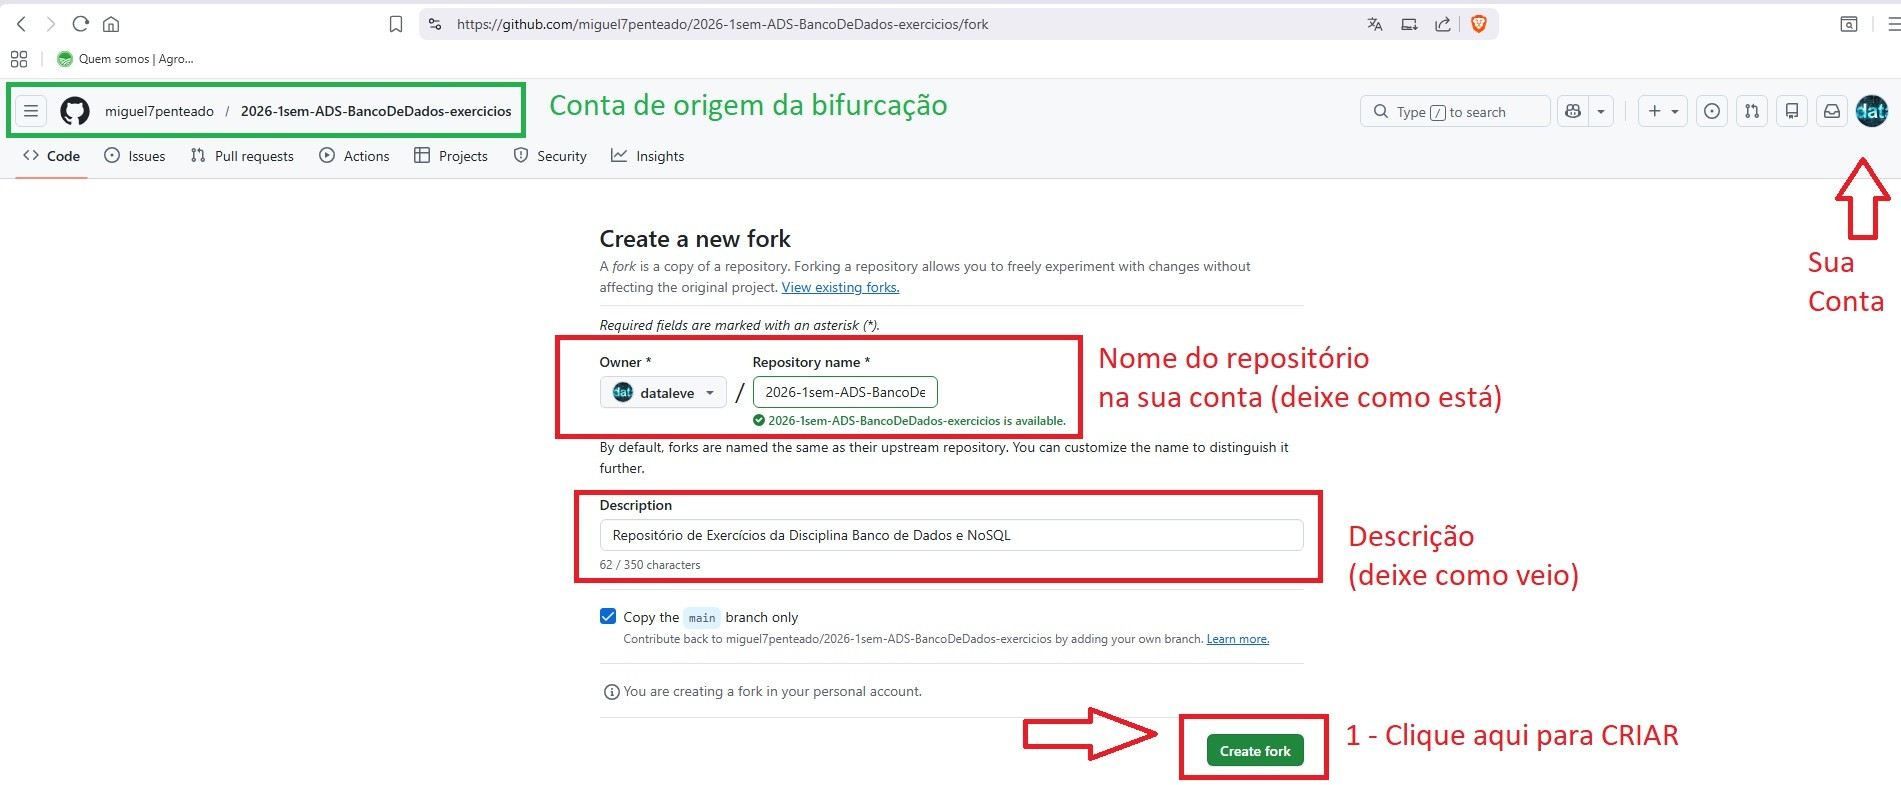 https://github.com/miguel7penteado/2026-1sem-ADS-BancoDeDados-exercicios/fork
Quem somos | Agro...
miguel7penteado / 2026-1sem-ADS-BancoDeDados-exercicios
Conta de origem da bifurcação
Type / to search
dat
Code
Issues
Pull requests
Actions
Projects
Security
Insights
Sua
Conta
Create a new fork
A fork is a copy of a repository. Forking a repository allows you to freely experiment with changes without
affecting the original project. View existing forks.
Required fields are marked with an asterisk (*).
Owner *
Repository name *
dat dataleve / 2026-1sem-ADS-BancoDe
2026-1sem-ADS-BancoDeDados-exercicios is available.
Nome do repositório
na sua conta (deixe como está)
By default, forks are named the same as their upstream repository. You can customize the name to distinguish it
further.
Description
Repositório de Exercícios da Disciplina Banco de Dados e NoSQL
62 / 350 characters
Descrição
(deixe como veio)
Copy the main branch only
Contribute back to miguel7penteado/2026-1sem-ADS-BancoDeDados-exercicios by adding your own branch. Learn more.
You are creating a fork in your personal account.
Create fork
1 - Clique aqui para CRIAR